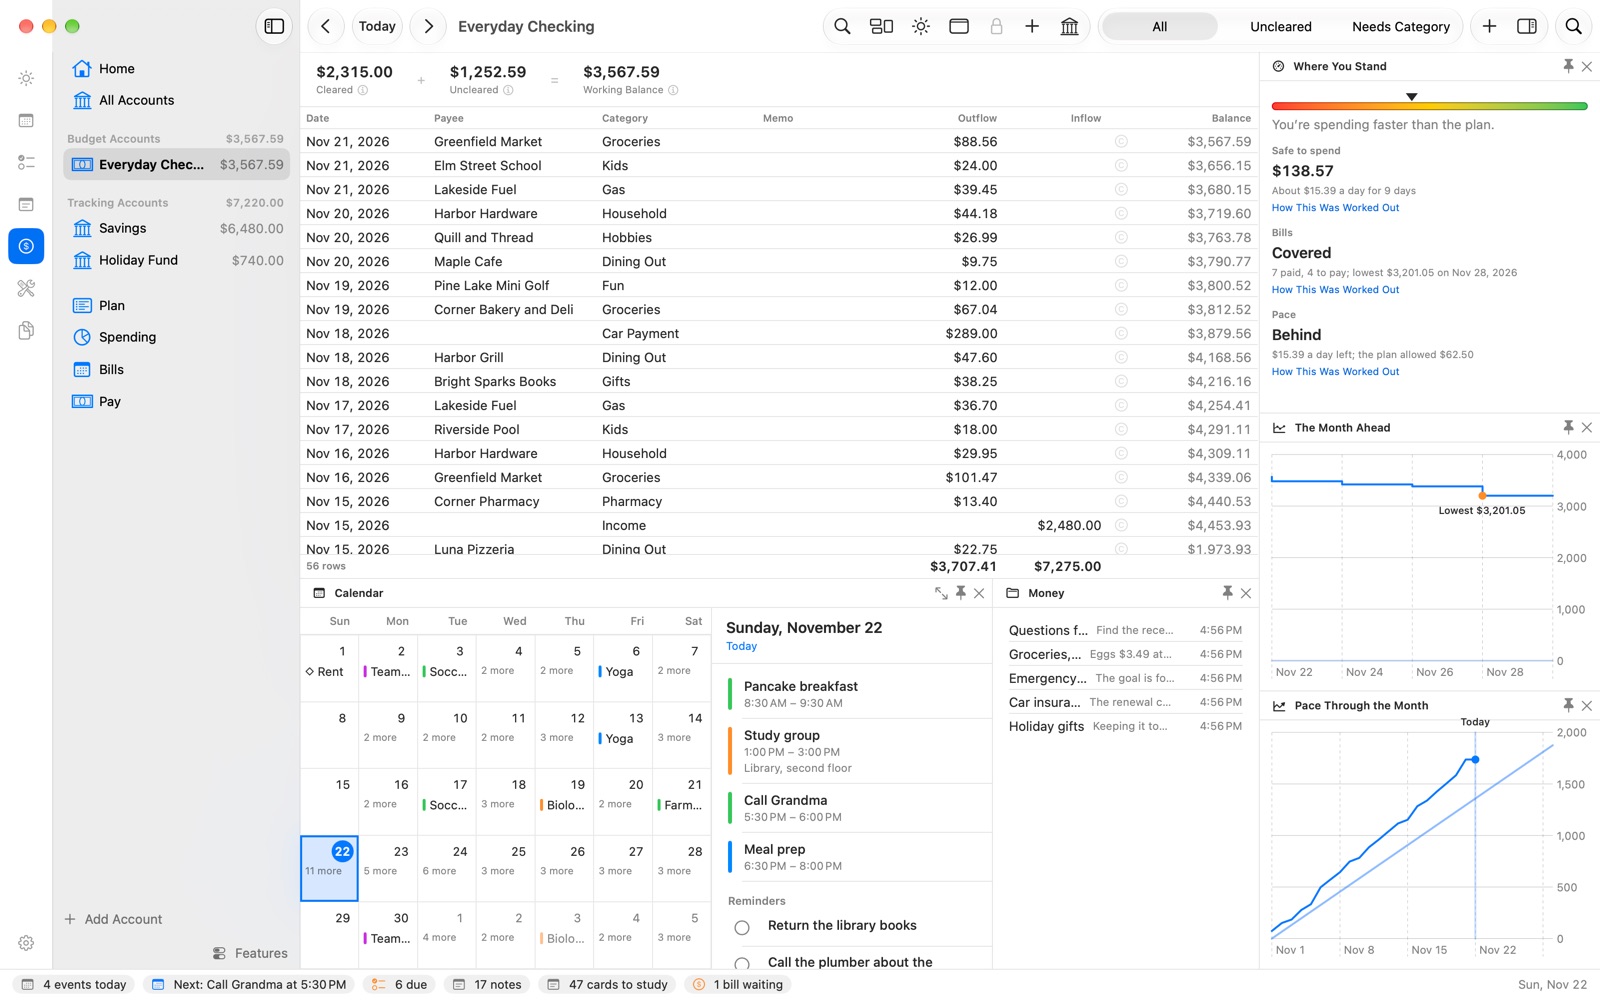 Today
Everyday Checking
All
Uncleared
Needs Category
Home
All Accounts
Budget Accounts $3,567.59
Everyday Chec... $3,567.59
Tracking Accounts $7,220.00
Savings $6,480.00
Holiday Fund $740.00
Plan
Spending
Bills
Pay
Add Account
Features
$2,315.00 + $1,252.59 = $3,567.59
Cleared Uncleared Working Balance
Date Payee Category Memo Outflow Inflow Balance
Nov 21, 2026 Greenfield Market Groceries $88.56 $3,567.59
Nov 21, 2026 Elm Street School Kids $24.00 $3,656.15
Nov 21, 2026 Lakeside Fuel Gas $39.45 $3,680.15
Nov 20, 2026 Harbor Hardware Household $44.18 $3,719.60
Nov 20, 2026 Quill and Thread Hobbies $26.99 $3,763.78
Nov 20, 2026 Maple Cafe Dining Out $9.75 $3,790.77
Nov 19, 2026 Pine Lake Mini Golf Fun $12.00 $3,800.52
Nov 19, 2026 Corner Bakery and Deli Groceries $67.04 $3,812.52
Nov 18, 2026 Car Payment $289.00 $3,879.56
Nov 18, 2026 Harbor Grill Dining Out $47.60 $4,168.56
Nov 18, 2026 Bright Sparks Books Gifts $38.25 $4,216.16
Nov 17, 2026 Lakeside Fuel Gas $36.70 $4,254.41
Nov 17, 2026 Riverside Pool Kids $18.00 $4,291.11
Nov 16, 2026 Harbor Hardware Household $29.95 $4,309.11
Nov 16, 2026 Greenfield Market Groceries $101.47 $4,339.06
Nov 15, 2026 Corner Pharmacy Pharmacy $13.40 $4,440.53
Nov 15, 2026 Income $2,480.00 $4,453.93
Nov 15, 2026 Luna Pizzeria Dining Out $22.75 $1,973.93
56 rows $3,707.41 $7,275.00
Calendar
Sun Mon Tue Wed Thu Fri Sat
1 2 3 4 5 6 7
Rent Team... Socc... 2 more 2 more Yoga 2 more
8 9 10 11 12 13 14
2 more 2 more 2 more 3 more Yoga 3 more
15 16 17 18 19 20 21
2 more Socc... 3 more Biolo... 2 more Farm...
22 23 24 25 26 27 28
11 more 5 more 6 more 3 more 3 more 3 more 3 more
29 30 1 2 3 4 5
Team... 4 more 2 more Biolo... 2 more 3 more
Sunday, November 22
Today
Pancake breakfast
8:30 AM – 9:30 AM
Study group
1:00 PM – 3:00 PM
Library, second floor
Call Grandma
5:30 PM – 6:00 PM
Meal prep
6:30 PM – 8:00 PM
Reminders
Return the library books
Call the plumber about the
Money
Questions f... Find the rece... 4:56 PM
Groceries,... Eggs $3.49 at... 4:56 PM
Emergency... The goal is fo... 4:56 PM
Car insura... The renewal c... 4:56 PM
Holiday gifts Keeping it to... 4:56 PM
Where You Stand
You're spending faster than the plan.
Safe to spend
$138.57
About $15.39 a day for 9 days
How This Was Worked Out
Bills
Covered
7 paid, 4 to pay; lowest $3,201.05 on Nov 28, 2026
How This Was Worked Out
Pace
Behind
$15.39 a day left; the plan allowed $62.50
How This Was Worked Out
The Month Ahead
4,000
3,000
Lowest $3,201.05
2,000
1,000
0
Nov 22 Nov 24 Nov 26 Nov 28
Pace Through the Month
Today
2,000
1,500
1,000
500
0
Nov 1 Nov 8 Nov 15 Nov 22
4 events today
Next: Call Grandma at 5:30 PM
6 due
17 notes
47 cards to study
1 bill waiting
Sun, Nov 22